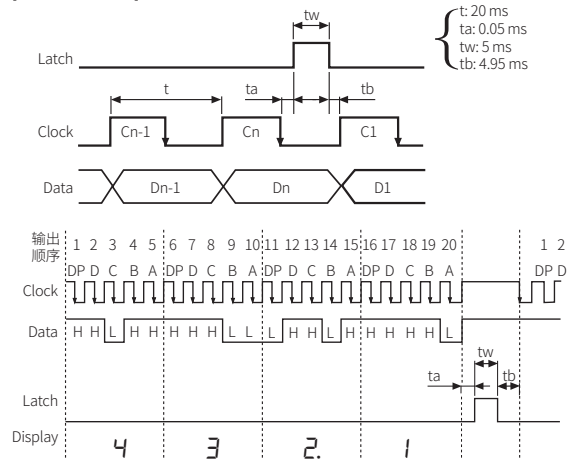 tw
t: 20 ms
ta: 0.05 ms
tw: 5 ms
tb: 4.95 ms
Latch
t ta tb
Clock Cn-1 Cn C1
Data Dn-1 Dn D1
输出
顺序
1 2 3 4 5 6 7 8 9 10 11 12 13 14 15 16 17 18 19 20 1 2
DP D C B A DP D C B A DP D C B A DP D C B A DP D
Clock
Data H H L H H H H H L L L H H L H H H H H L
tw
ta tb
Latch
Display 4 3 2. 1